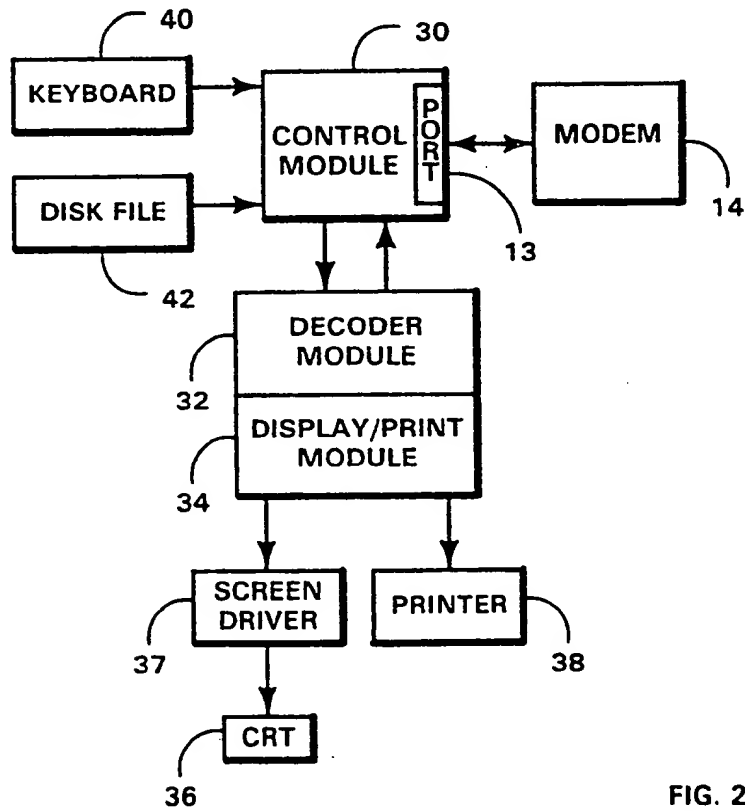 40
30
KEYBOARD
CONTROL
MODULE
PORT
MODEM
DISK FILE
13
14
42
DECODER
MODULE
32
DISPLAY/PRINT
MODULE
34
SCREEN
DRIVER
PRINTER
37
38
CRT
36
FIG. 2